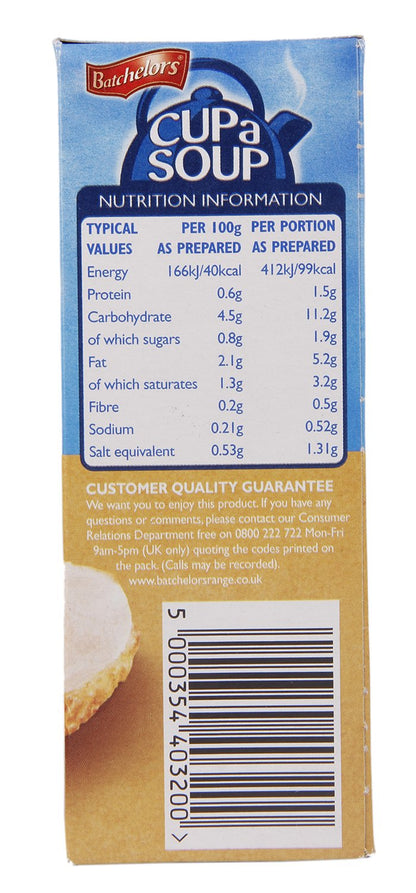 Batchelors
CUPa
SOUP
NUTRITION INFORMATION
TYPICAL PER 100g PER PORTION
VALUES AS PREPARED AS PREPARED
Energy 166kJ/40kcal 412kJ/99kcal
Protein 0.6g 1.5g
Carbohydrate 4.5g 11.2g
of which sugars 0.8g 1.9g
Fat 2.1g 5.2g
of which saturates 1.3g 3.2g
Fibre 0.2g 0.5g
Sodium 0.21g 0.52g
Salt equivalent 0.53g 1.31g
CUSTOMER QUALITY GUARANTEE
We want you to enjoy this product. If you have any
questions or comments, please contact our Consumer
Relations Department free on 0800 222 722 Mon-Fri
9am-5pm (UK only) quoting the codes printed on
the pack. (Calls may be recorded).
www.batchelorsrange.co.uk
5 000354 403200 >